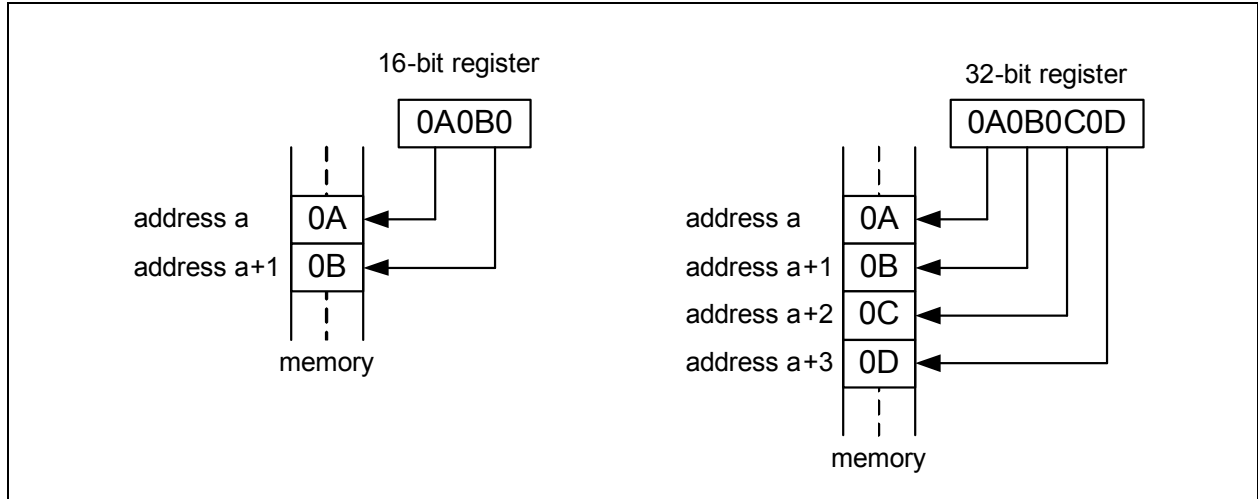 16-bit register
0A0B0
address a
0A
address a+1
0B
memory
32-bit register
0A0B0C0D
address a
0A
address a+1
0B
address a+2
0C
address a+3
0D
memory